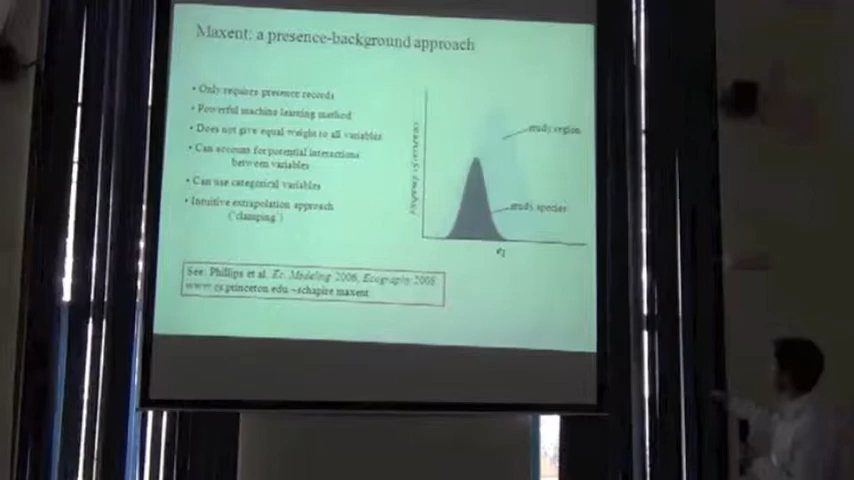 Maxent: a presence-background approach
• Only requires presence records
• Powerful machine learning method
• Does not give equal weight to all variables
• Can account for potential interactions
between variables
• Can use categorical variables
• Intuitive extrapolation approach
('clamping')
study region
study species
e1
See: Phillips et al. Ec. Modeling 2006, Ecography 2008
www.cs.princeton.edu/~schapire/maxent